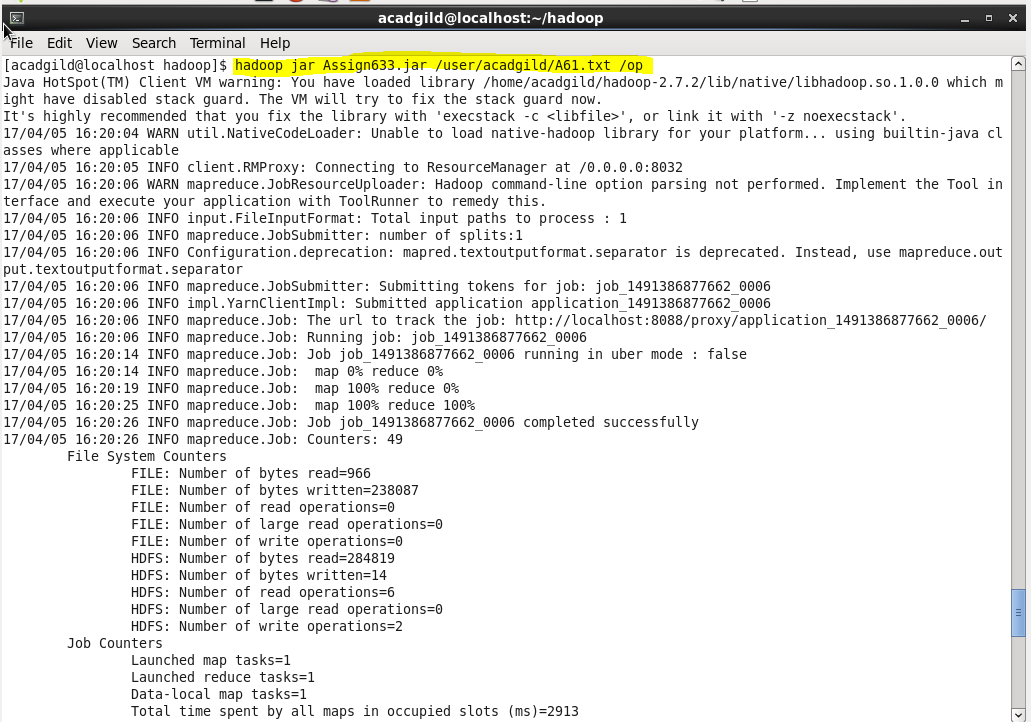 acadgild@localhost:~/hadoop
File Edit View Search Terminal Help
[acadgild@localhost hadoop]$ hadoop jar Assign633.jar /user/acadgild/A61.txt /op
Java HotSpot(TM) Client VM warning: You have loaded library /home/acadgild/hadoop-2.7.2/lib/native/libhadoop.so.1.0.0 which m
ight have disabled stack guard. The VM will try to fix the stack guard now.
It's highly recommended that you fix the library with 'execstack -c <libfile>', or link it with '-z noexecstack'.
17/04/05 16:20:04 WARN util.NativeCodeLoader: Unable to load native-hadoop library for your platform... using builtin-java cl
asses where applicable
17/04/05 16:20:05 INFO client.RMProxy: Connecting to ResourceManager at /0.0.0.0:8032
17/04/05 16:20:06 WARN mapreduce.JobResourceUploader: Hadoop command-line option parsing not performed. Implement the Tool in
terface and execute your application with ToolRunner to remedy this.
17/04/05 16:20:06 INFO input.FileInputFormat: Total input paths to process : 1
17/04/05 16:20:06 INFO mapreduce.JobSubmitter: number of splits:1
17/04/05 16:20:06 INFO Configuration.deprecation: mapred.textoutputformat.separator is deprecated. Instead, use mapreduce.out
put.textoutputformat.separator
17/04/05 16:20:06 INFO mapreduce.JobSubmitter: Submitting tokens for job: job_1491386877662_0006
17/04/05 16:20:06 INFO impl.YarnClientImpl: Submitted application application_1491386877662_0006
17/04/05 16:20:06 INFO mapreduce.Job: The url to track the job: http://localhost:8088/proxy/application_1491386877662_0006/
17/04/05 16:20:06 INFO mapreduce.Job: Running job: job_1491386877662_0006
17/04/05 16:20:14 INFO mapreduce.Job: Job job_1491386877662_0006 running in uber mode : false
17/04/05 16:20:14 INFO mapreduce.Job:  map 0% reduce 0%
17/04/05 16:20:19 INFO mapreduce.Job:  map 100% reduce 0%
17/04/05 16:20:25 INFO mapreduce.Job:  map 100% reduce 100%
17/04/05 16:20:26 INFO mapreduce.Job: Job job_1491386877662_0006 completed successfully
17/04/05 16:20:26 INFO mapreduce.Job: Counters: 49
File System Counters
FILE: Number of bytes read=966
FILE: Number of bytes written=238087
FILE: Number of read operations=0
FILE: Number of large read operations=0
FILE: Number of write operations=0
HDFS: Number of bytes read=284819
HDFS: Number of bytes written=14
HDFS: Number of read operations=6
HDFS: Number of large read operations=0
HDFS: Number of write operations=2
Job Counters
Launched map tasks=1
Launched reduce tasks=1
Data-local map tasks=1
Total time spent by all maps in occupied slots (ms)=2913